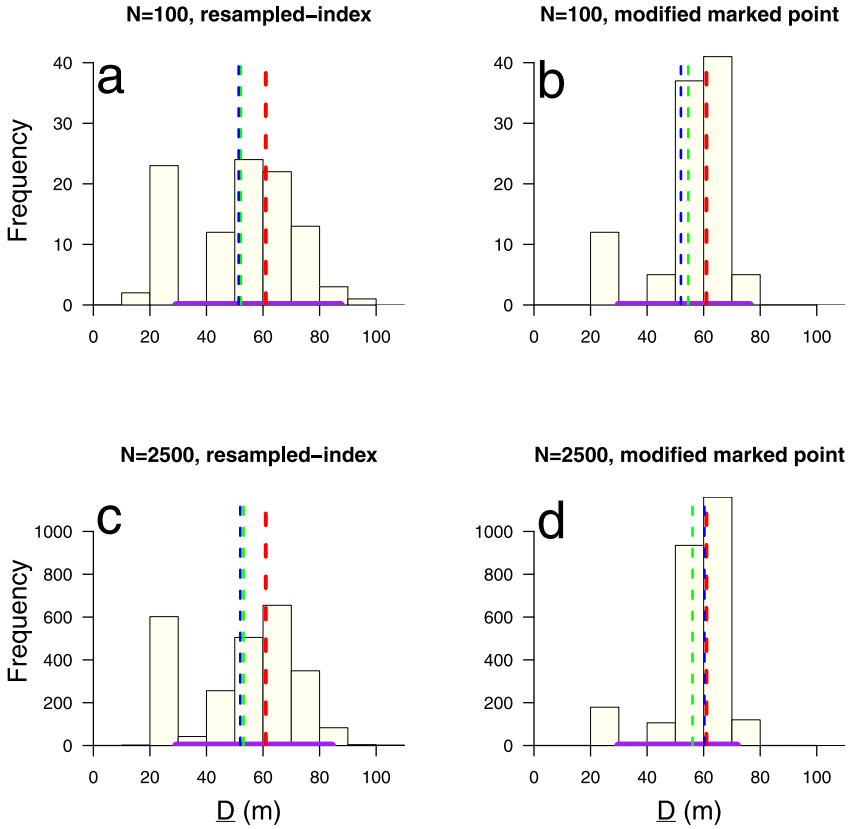 N=100, resampled−index
N=100, modified marked point
a
b
Frequency
40
30
20
10
0
0 20 40 60 80 100
40
30
20
10
0
0 20 40 60 80 100
N=2500, resampled−index
N=2500, modified marked point
c
d
Frequency
1000
800
600
400
200
0
0 20 40 60 80 100
D (m)
1000
800
600
400
200
0
0 20 40 60 80 100
D (m)